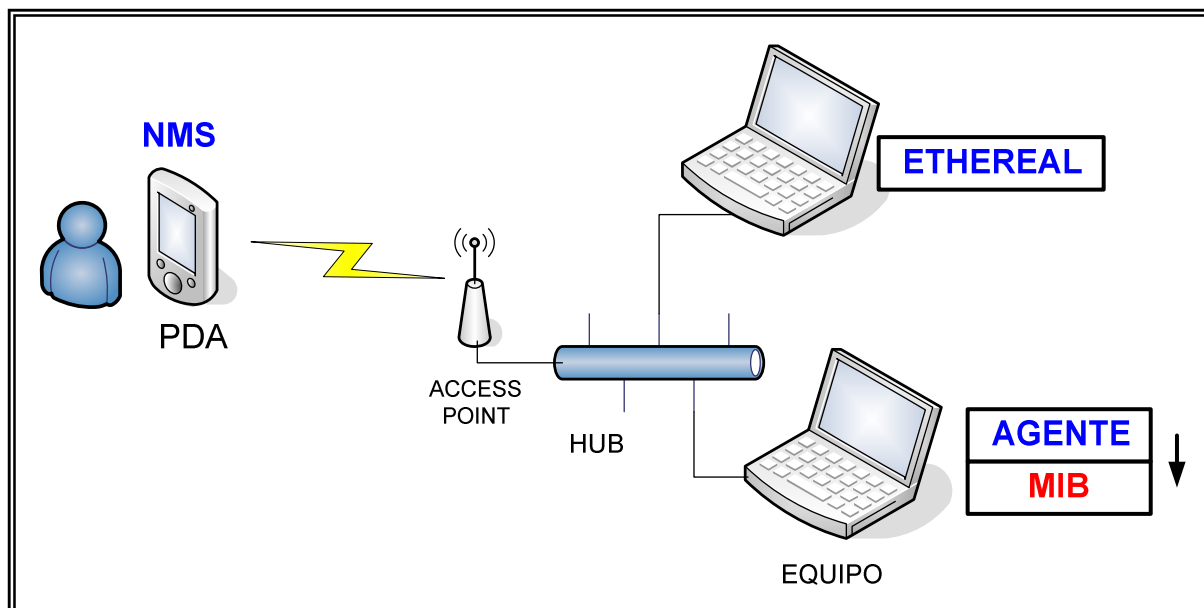 NMS
PDA
ACCESS
POINT
HUB
ETHEREAL
AGENTE
MIB
EQUIPO